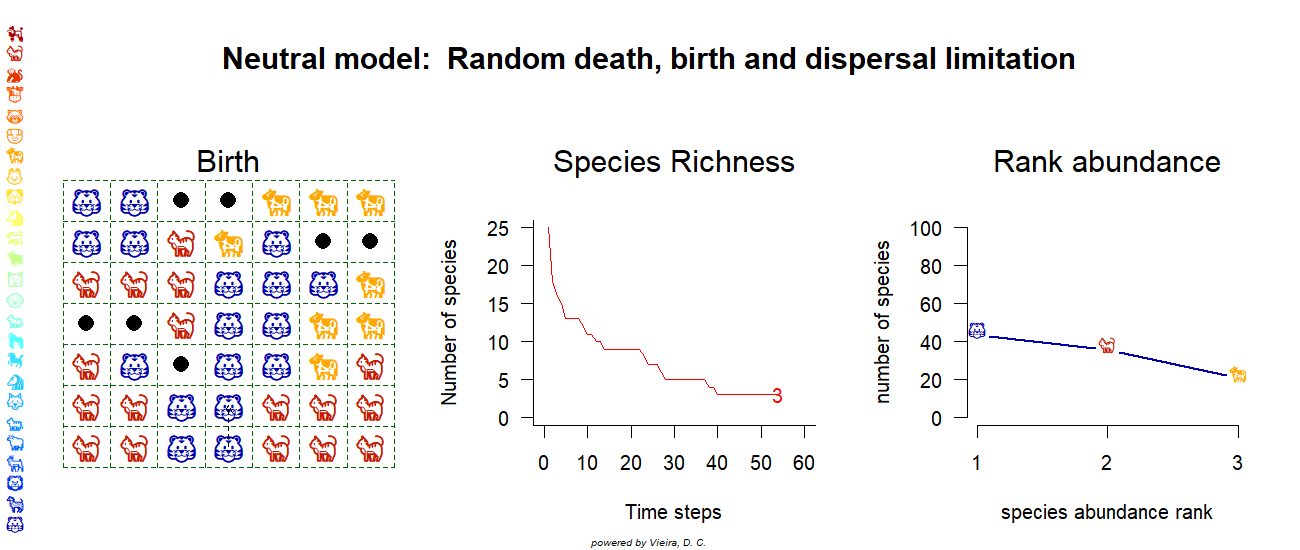 Neutral model:  Random death, birth and dispersal limitation
Birth
Species Richness
Number of species
25
20
15
10
5
0
3
0 10 20 30 40 50 60
Time steps
Rank abundance
number of species
100
80
60
40
20
0
1 2 3
species abundance rank
powered by Vieira, D. C.